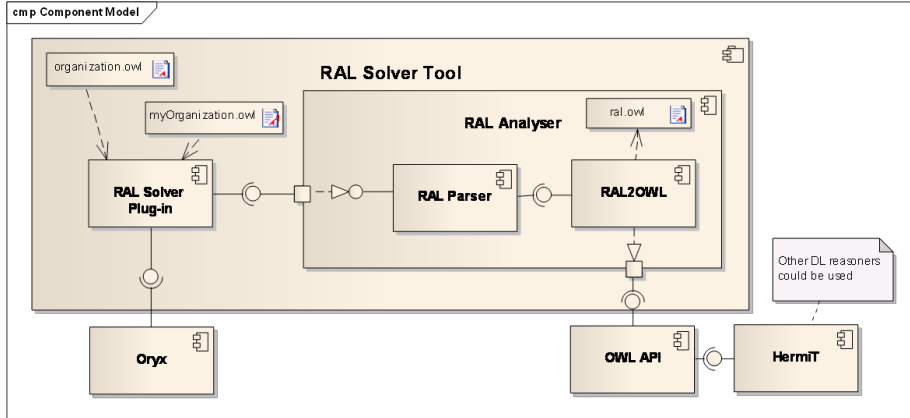 cmp Component Model
organization.owl
RAL Solver Tool
myOrganization.owl
RAL Analyser
ral.owl
RAL Solver
Plug-in
RAL Parser
RAL2OWL
Other DL reasoners
could be used
Oryx
OWL API
HermiT